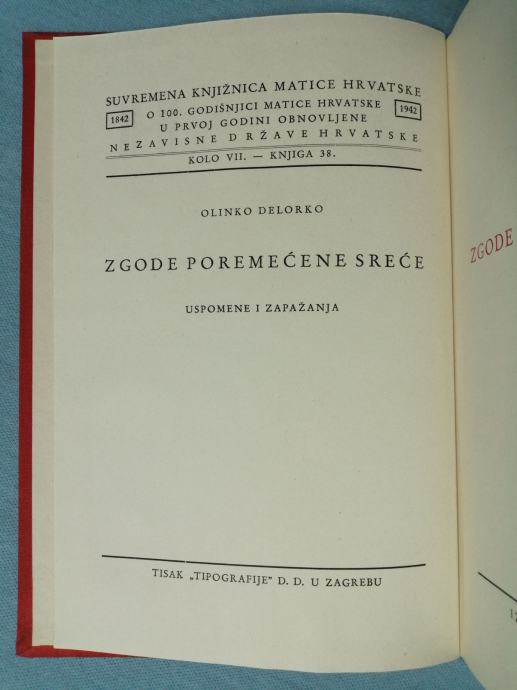 SUVREMENA KNJIŽNICA MATICE HRVATSKE
1842 O 100. GODIŠNJICI MATICE HRVATSKE 1942
U PRVOJ GODINI OBNOVLJENE
NEZAVISNE DRŽAVE HRVATSKE
KOLO VII. — KNJIGA 38.
OLINKO DELORKO
ZGODE POREMEĆENE SREĆE
USPOMENE I ZAPAŽANJA
TISAK „TIPOGRAFIJE" D. D. U ZAGREBU
ZGODE